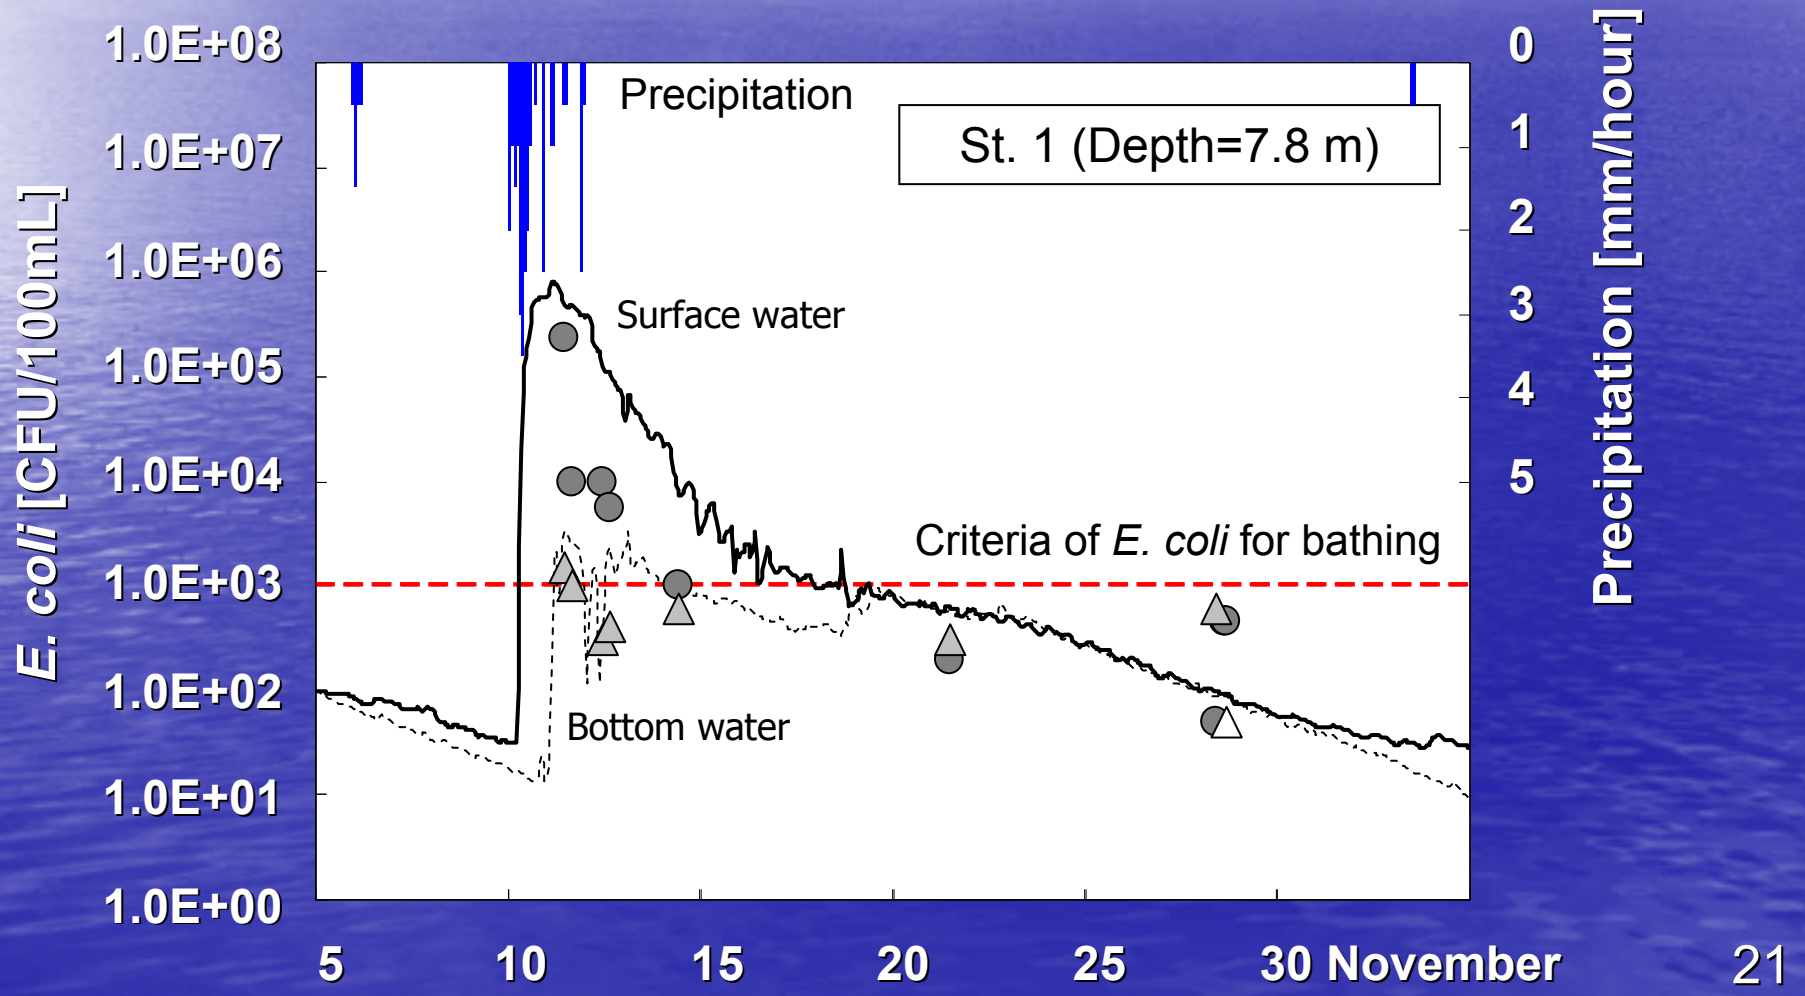 1.0E+08
1.0E+07
1.0E+06
1.0E+05
1.0E+04
1.0E+03
1.0E+02
1.0E+01
1.0E+00
E. coli [CFU/100mL]
Precipitation
St. 1 (Depth=7.8 m)
Surface water
Criteria of E. coli for bathing
Bottom water
0
1
2
3
4
5
Precipitation [mm/hour]
5 10 15 20 25 30 November
21